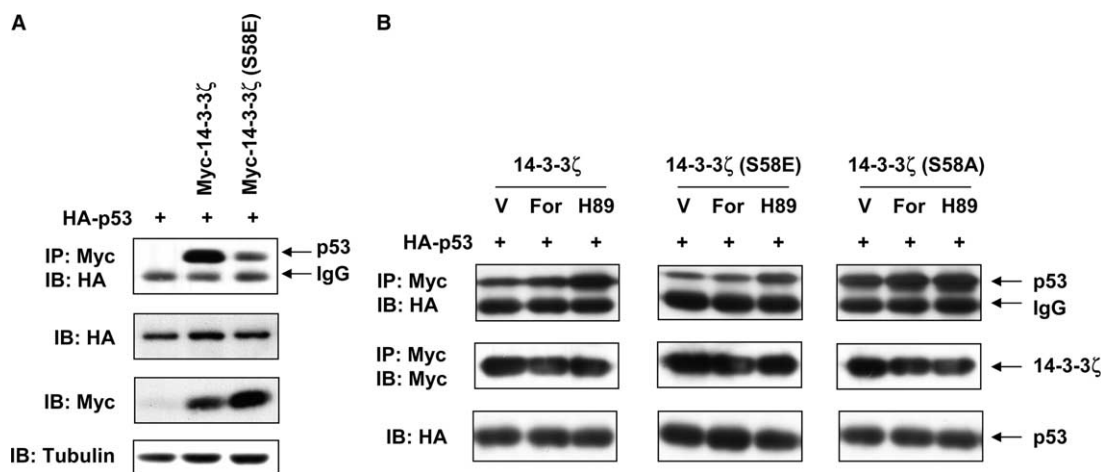 A
Myc-14-3-3ζ
Myc-14-3-3ζ (S58E)
HA-p53 + + +
IP: Myc
IB: HA
p53
IgG
IB: HA
IB: Myc
IB: Tubulin
B
14-3-3ζ 14-3-3ζ (S58E) 14-3-3ζ (S58A)
V For H89 V For H89 V For H89
HA-p53 + + + + + + + + +
IP: Myc
IB: HA
p53
IgG
IP: Myc
IB: Myc
14-3-3ζ
IB: HA
p53